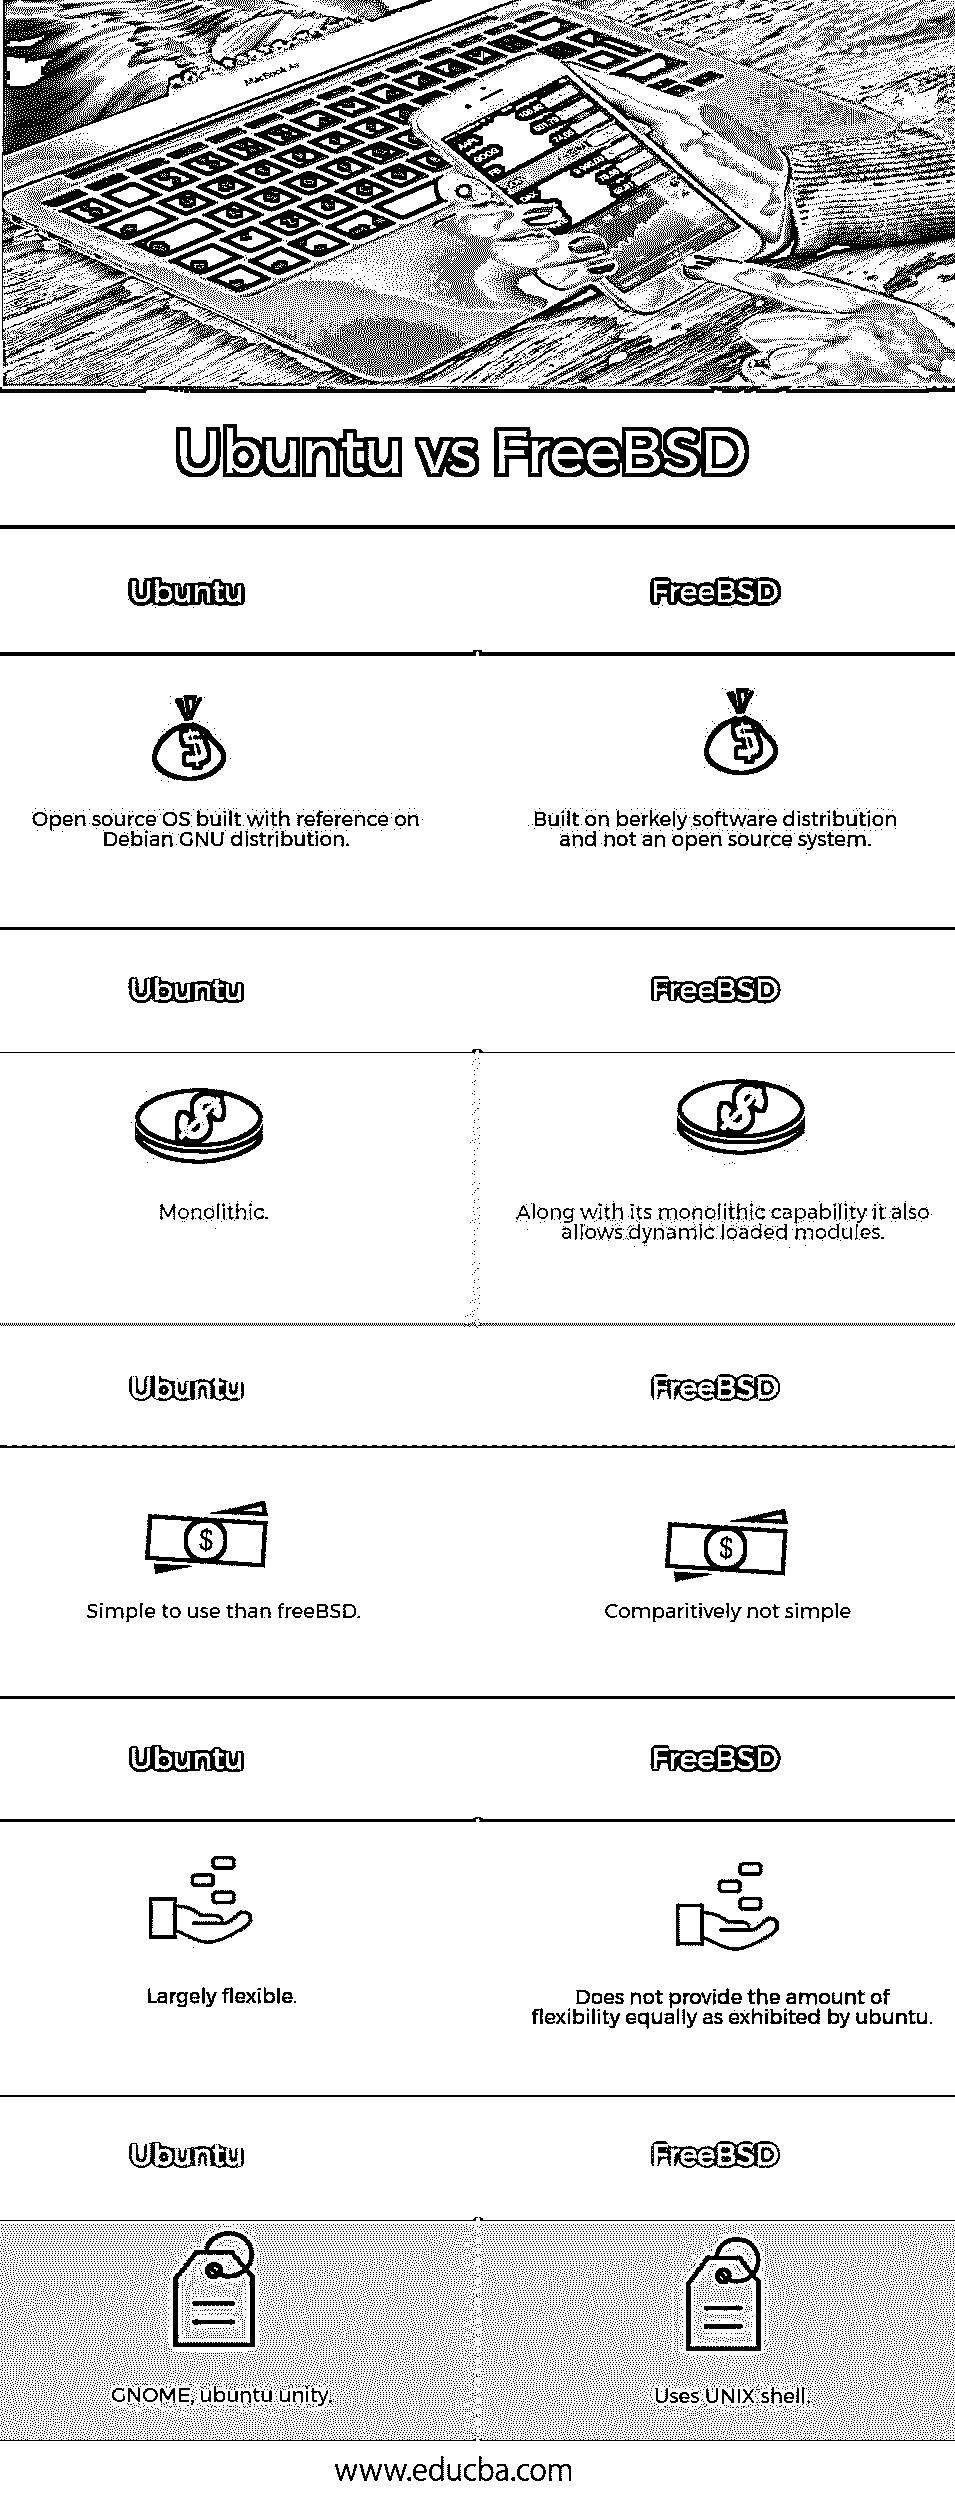 MacBook Air
Ubuntu vs FreeBSD
Ubuntu FreeBSD
Open source OS built with reference on
Debian GNU distribution.
Built on berkely software distribution
and not an open source system.
Ubuntu FreeBSD
Monolithic.
Along with its monolithic capability it also
allows dynamic loaded modules.
Ubuntu FreeBSD
$
$
Simple to use than freeBSD.
Comparitively not simple
Ubuntu FreeBSD
Largely flexible.
Does not provide the amount of
flexibility equally as exhibited by ubuntu.
Ubuntu FreeBSD
GNOME, ubuntu unity.
Uses UNIX shell.
www.educba.com